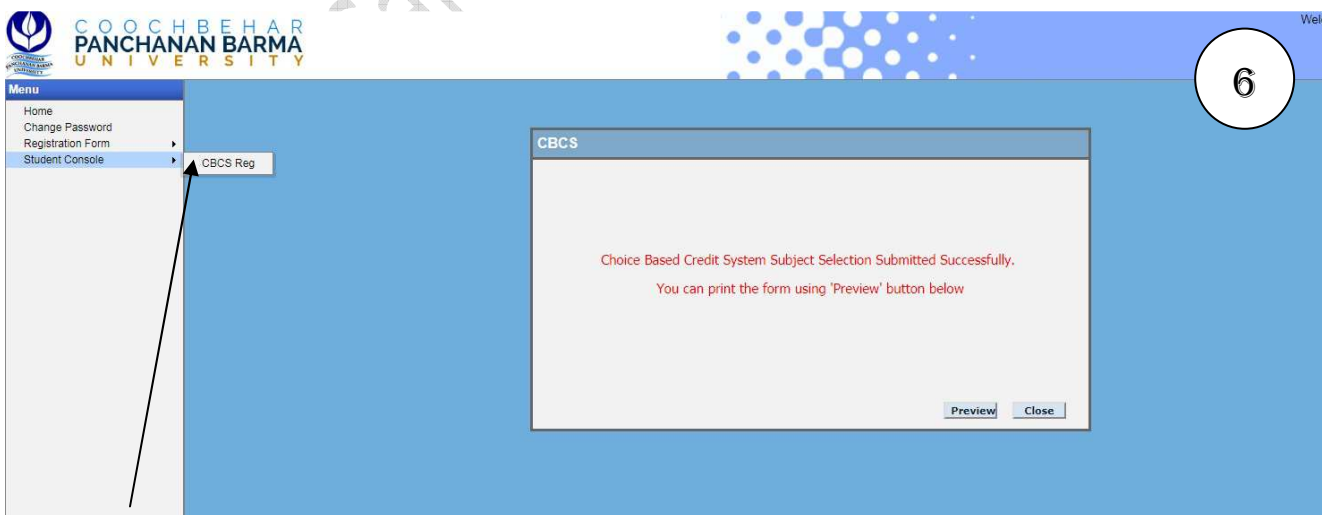 COOCHBEHAR
PANCHANAN BARMA
UNIVERSITY
6
Menu
Home
Change Password
Registration Form
Student Console
CBCS Reg
CBCS
Choice Based Credit System Subject Selection Submitted Successfully.
You can print the form using 'Preview' button below
Preview Close